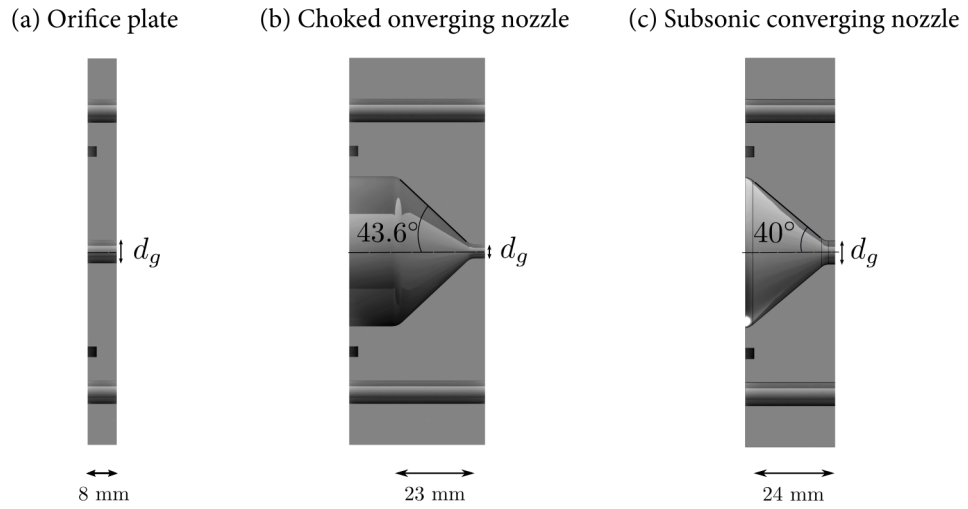 (a) Orifice plate
(b) Choked onverging nozzle
(c) Subsonic converging nozzle
d_g
43.6°
d_g
40°
d_g
8 mm
23 mm
24 mm